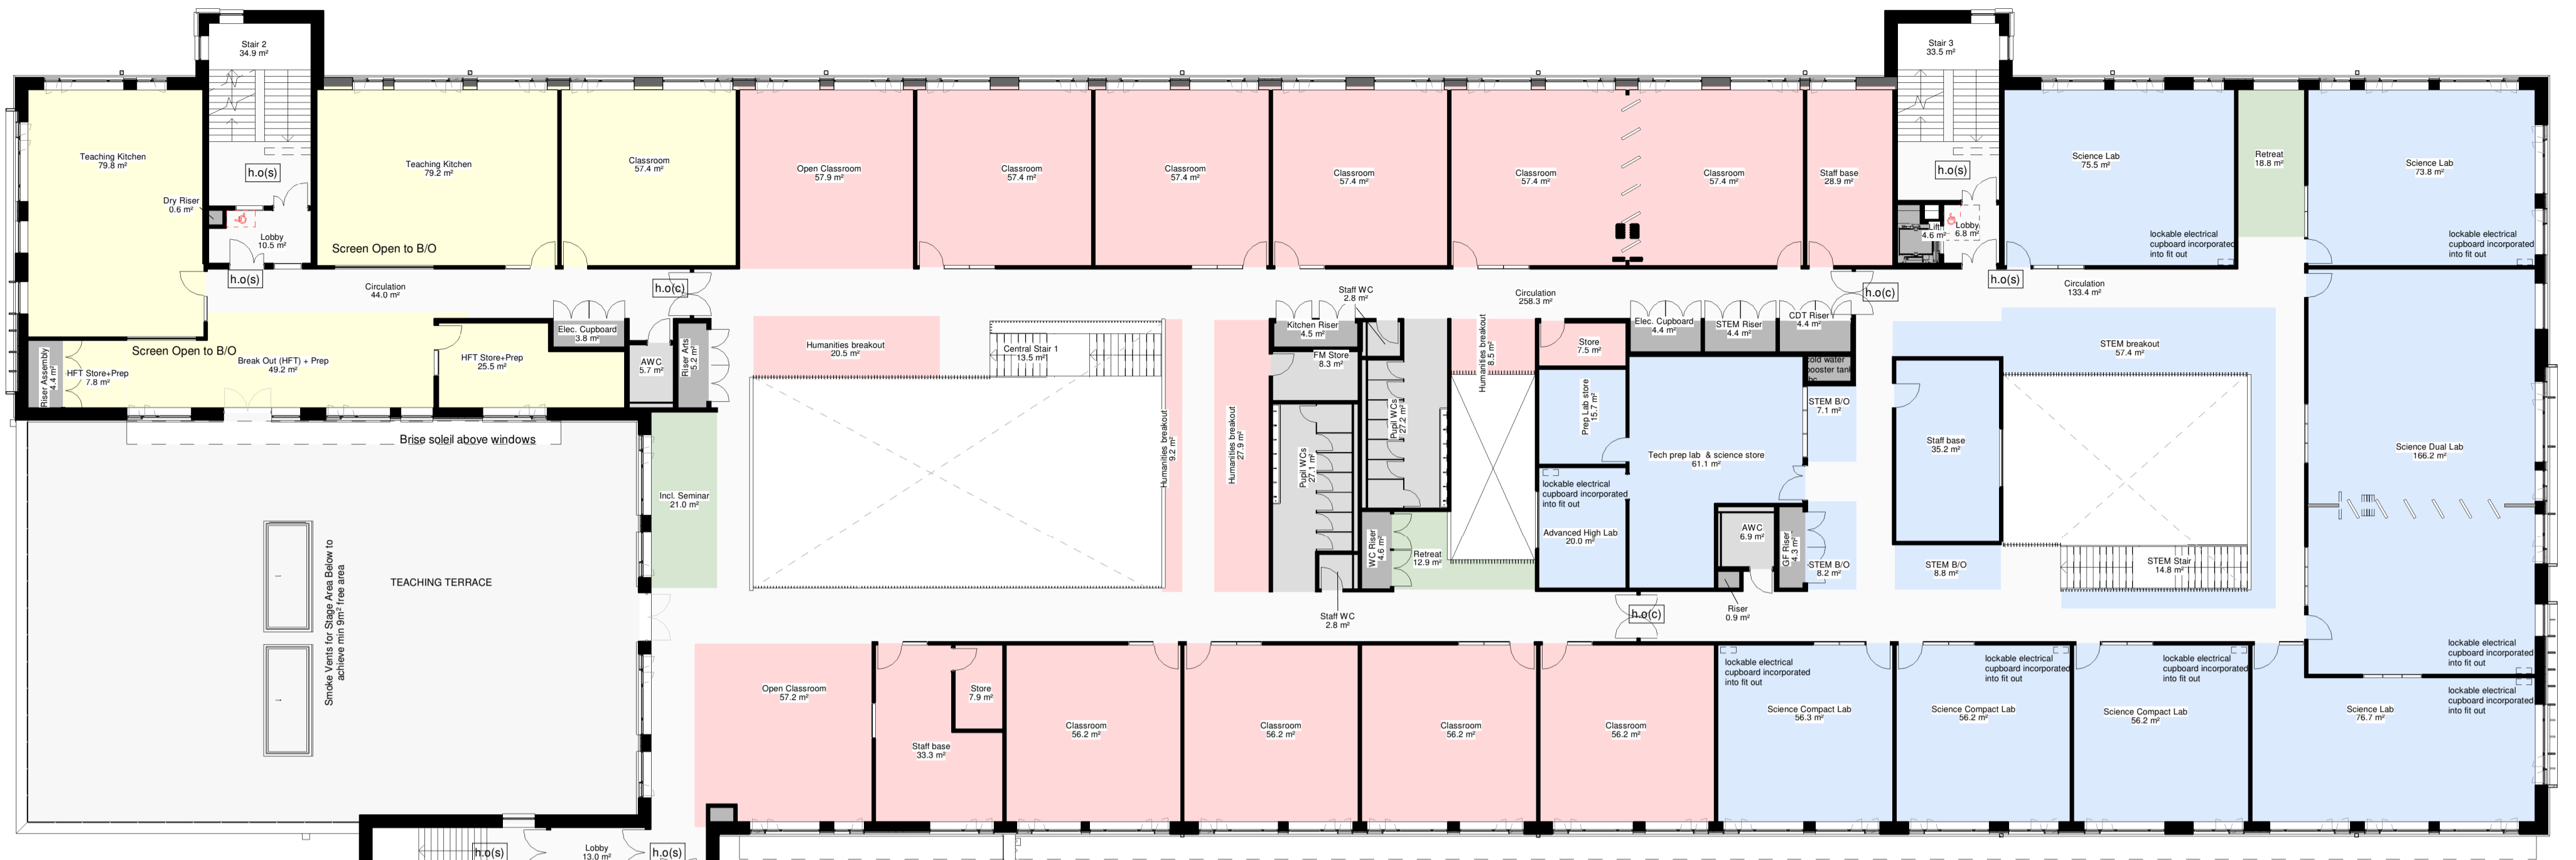 Stair 2
34.9 m²
Stair 3
33.5 m²
Teaching Kitchen
79.8 m²
Teaching Kitchen
79.2 m²
Classroom
57.4 m²
Open Classroom
57.9 m²
Classroom
57.4 m²
Classroom
57.4 m²
Classroom
57.4 m²
Classroom
57.4 m²
Classroom
57.4 m²
Staff base
28.9 m²
Science Lab
75.5 m²
Retreat
18.8 m²
Science Lab
73.8 m²
h.o(s)
h.o(s)
Dry Riser
0.6 m²
Lobby
10.5 m²
Screen Open to B/O
Lift
4.6 m²
Lobby
6.8 m²
lockable electrical
cupboard incorporated
into fit out
lockable electrical
cupboard incorporated
into fit out
h.o(s)
Circulation
44.0 m²
h.o(c)
Staff WC
2.8 m²
Circulation
258.3 m²
h.o(c)
h.o(s)
Circulation
133.4 m²
Elec. Cupboard
3.8 m²
Kitchen Riser
4.5 m²
Elec. Cupboard
4.4 m²
STEM Riser
4.4 m²
CDT Riser
4.4 m²
Screen Open to B/O
Break Out (HFT) + Prep
49.2 m²
HFT Store+Prep
25.5 m²
HFT Store+Prep
7.8 m²
Riser Assembly
4.4 m²
AWC
5.7 m²
Riser Arts
5.2 m²
Humanities breakout
20.5 m²
Central Stair 1
13.5 m²
FM Store
8.3 m²
Humanities breakout
8.5 m²
Store
7.5 m²
cold water
booster tank
tbc
STEM breakout
57.4 m²
Brise soleil above windows
Humanities breakout
9.2 m²
Humanities breakout
27.9 m²
Pupil WCs
27.1 m²
Pupil WCs
27.2 m²
Prep Lab store
15.7 m²
Tech prep lab & science store
61.1 m²
STEM B/O
7.1 m²
Staff base
35.2 m²
Science Dual Lab
166.2 m²
Incl. Seminar
21.0 m²
lockable electrical
cupboard incorporated
into fit out
Advanced High Lab
20.0 m²
AWC
6.9 m²
GF Riser
4.3 m²
WC Riser
4.6 m²
Retreat
12.9 m²
STEM B/O
8.2 m²
STEM B/O
8.8 m²
STEM Stair
14.8 m²
TEACHING TERRACE
Smoke Vents for Stage Area Below to
achieve min 9m² free area
Staff WC
2.8 m²
h.o(c)
Riser
0.9 m²
lockable electrical
cupboard incorporated
into fit out
Open Classroom
57.2 m²
Store
7.9 m²
Staff base
33.3 m²
Classroom
56.2 m²
Classroom
56.2 m²
Classroom
56.2 m²
Classroom
56.2 m²
lockable electrical
cupboard incorporated
into fit out
Science Compact Lab
56.3 m²
lockable electrical
cupboard incorporated
into fit out
Science Compact Lab
56.2 m²
lockable electrical
cupboard incorporated
into fit out
Science Compact Lab
56.2 m²
Science Lab
76.7 m²
lockable electrical
cupboard incorporated
into fit out
h.o(s)
Lobby
13.0 m²
h.o(s)